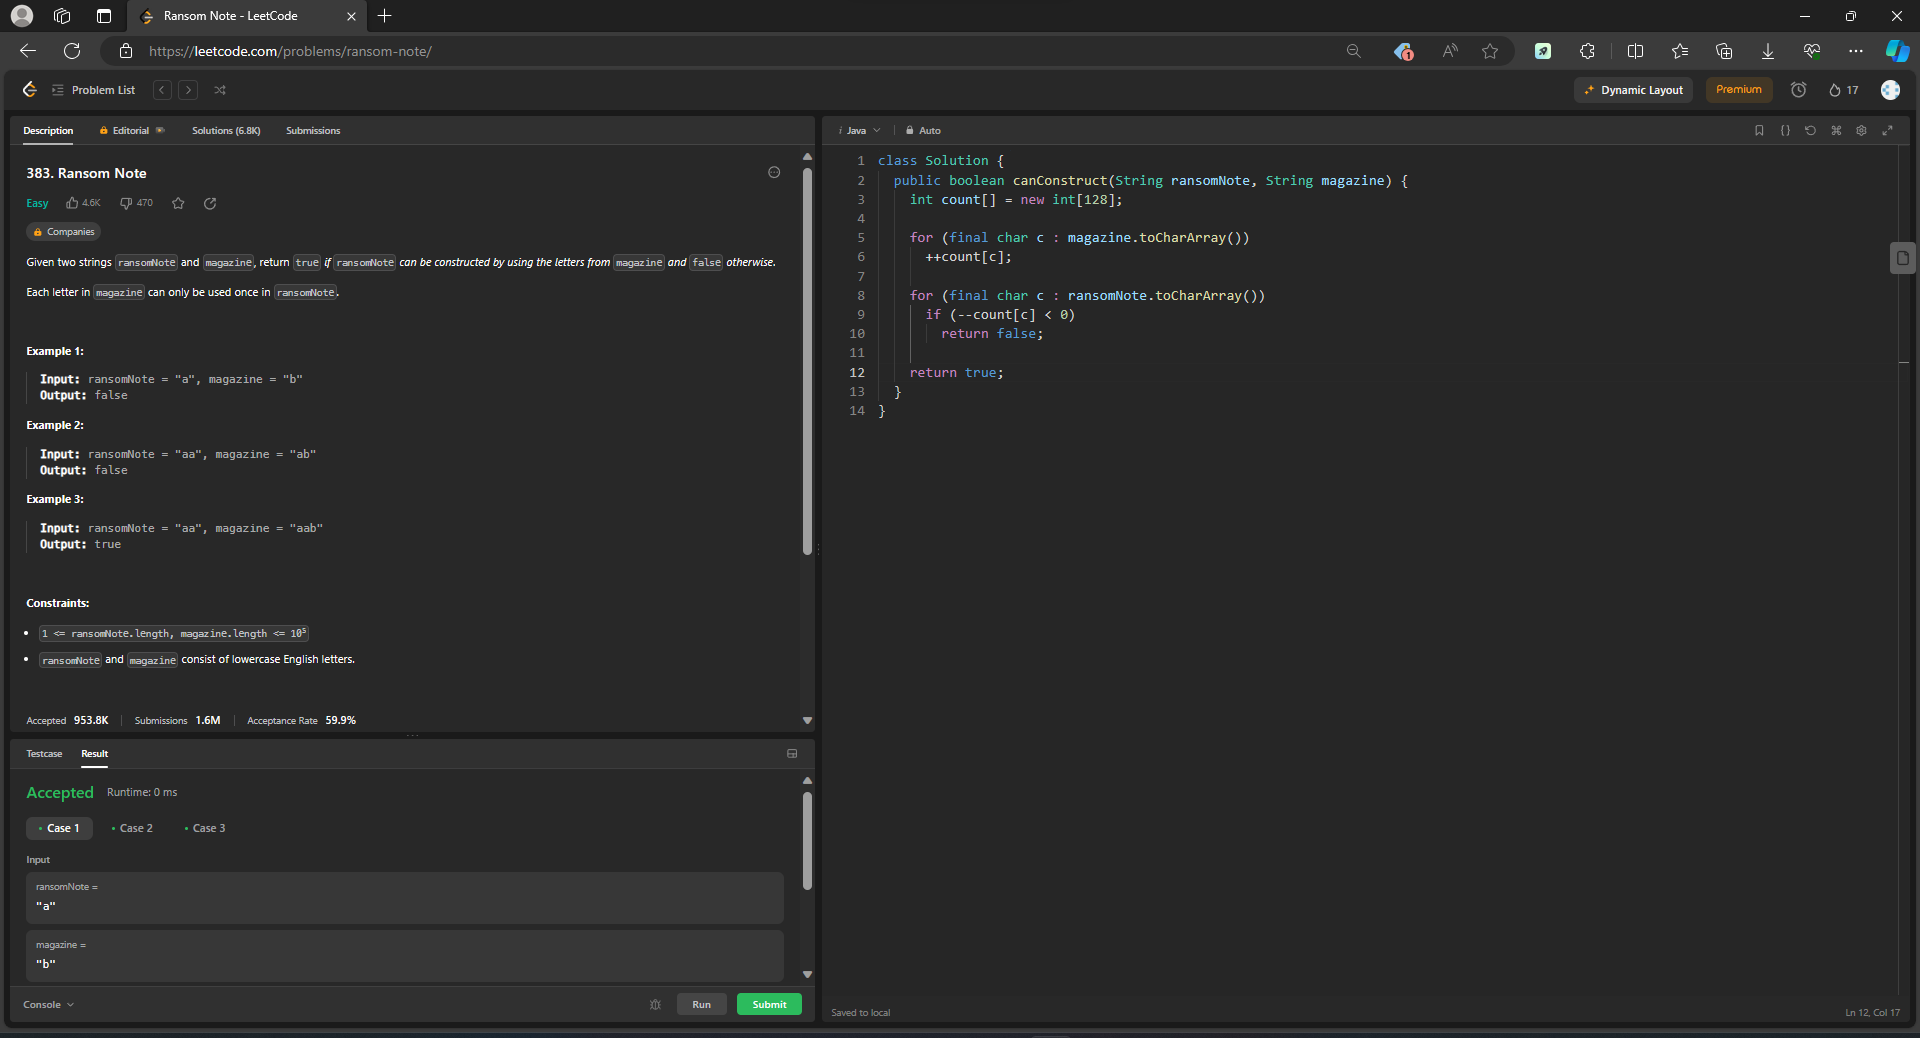 Ransom Note - LeetCode
https://leetcode.com/problems/ransom-note/
1
Problem List
Dynamic Layout
Premium
17
Description
Editorial
Solutions (6.8K)
Submissions
383. Ransom Note
Easy
4.6K
470
Companies
Given two strings ransomNote and magazine, return true if ransomNote can be constructed by using the letters from magazine and false otherwise.
Each letter in magazine can only be used once in ransomNote.
Example 1:
Input: ransomNote = "a", magazine = "b"
Output: false
Example 2:
Input: ransomNote = "aa", magazine = "ab"
Output: false
Example 3:
Input: ransomNote = "aa", magazine = "aab"
Output: true
Constraints:
1 <= ransomNote.length, magazine.length <= 10⁵
ransomNote and magazine consist of lowercase English letters.
Accepted 953.8K
Submissions 1.6M
Acceptance Rate 59.9%
Testcase
Result
Accepted
Runtime: 0 ms
Case 1
Case 2
Case 3
Input
ransomNote =
"a"
magazine =
"b"
Console
Run
Submit
i Java
Auto
1 class Solution {
2 public boolean canConstruct(String ransomNote, String magazine) {
3 int count[] = new int[128];
4
5 for (final char c : magazine.toCharArray())
6 ++count[c];
7
8 for (final char c : ransomNote.toCharArray())
9 if (--count[c] < 0)
10 return false;
11
12 return true;
13 }
14 }
Saved to local
Ln 12, Col 17